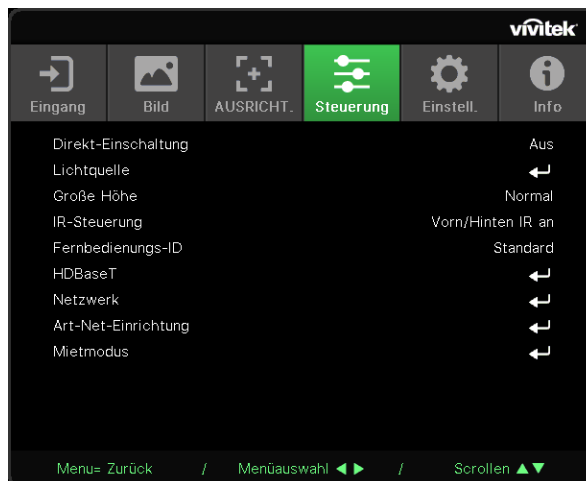 vivitek
Eingang Bild AUSRICHT. Steuerung Einstell. Info
Direkt-Einschaltung Aus
Lichtquelle
Große Höhe Normal
IR-Steuerung Vorn/Hinten IR an
Fernbedienungs-ID Standard
HDBaseT
Netzwerk
Art-Net-Einrichtung
Mietmodus
Menu= Zurück / Menüauswahl ◀ ▶ / Scrollen ▲▼